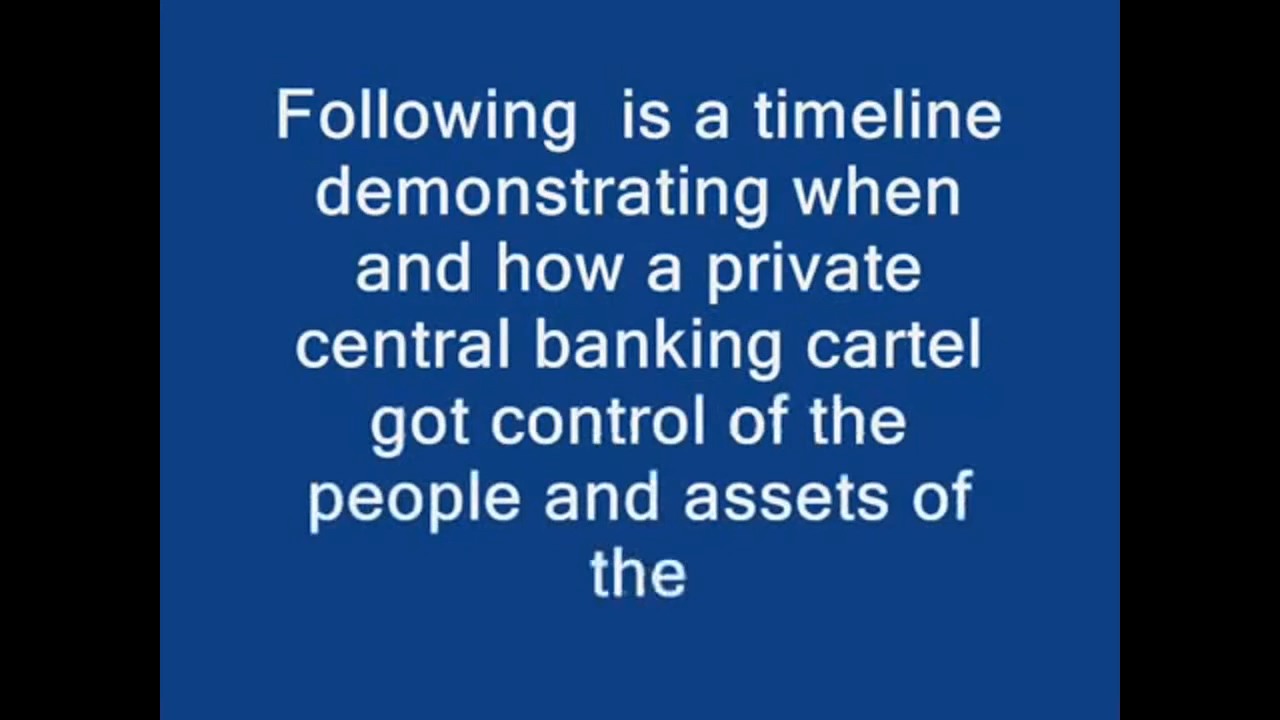 Following  is a timeline
demonstrating when
and how a private
central banking cartel
got control of the
people and assets of
the